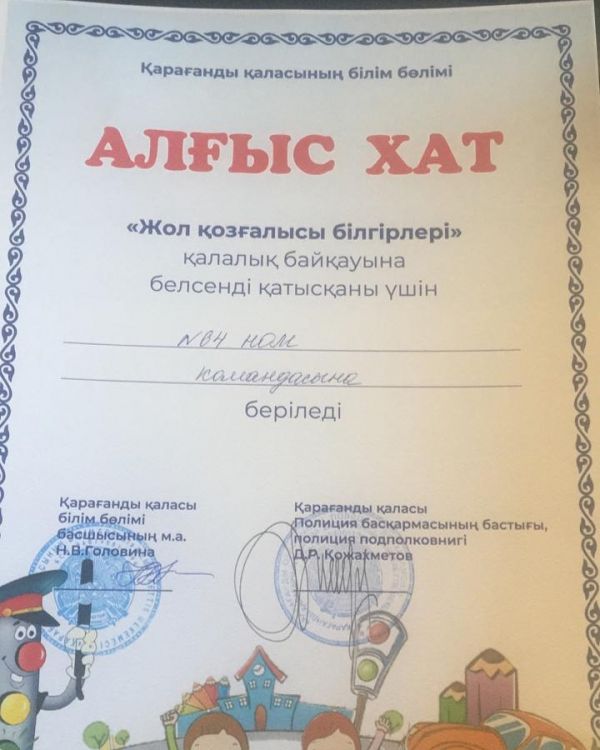 Қарағанды қаласының білім бөлімі
АЛҒЫС ХАТ
«Жол қозғалысы білгірлері»
қалалық байқауына
белсенді қатысқаны үшін
№64 НОМ
командасына
беріледі
Қарағанды қаласы
білім бөлімі
басшысының м.а.
Н.В.Головина
Қарағанды қаласы
Полиция басқармасының бастығы,
полиция подполковнигі
Д.Р. Қожахметов